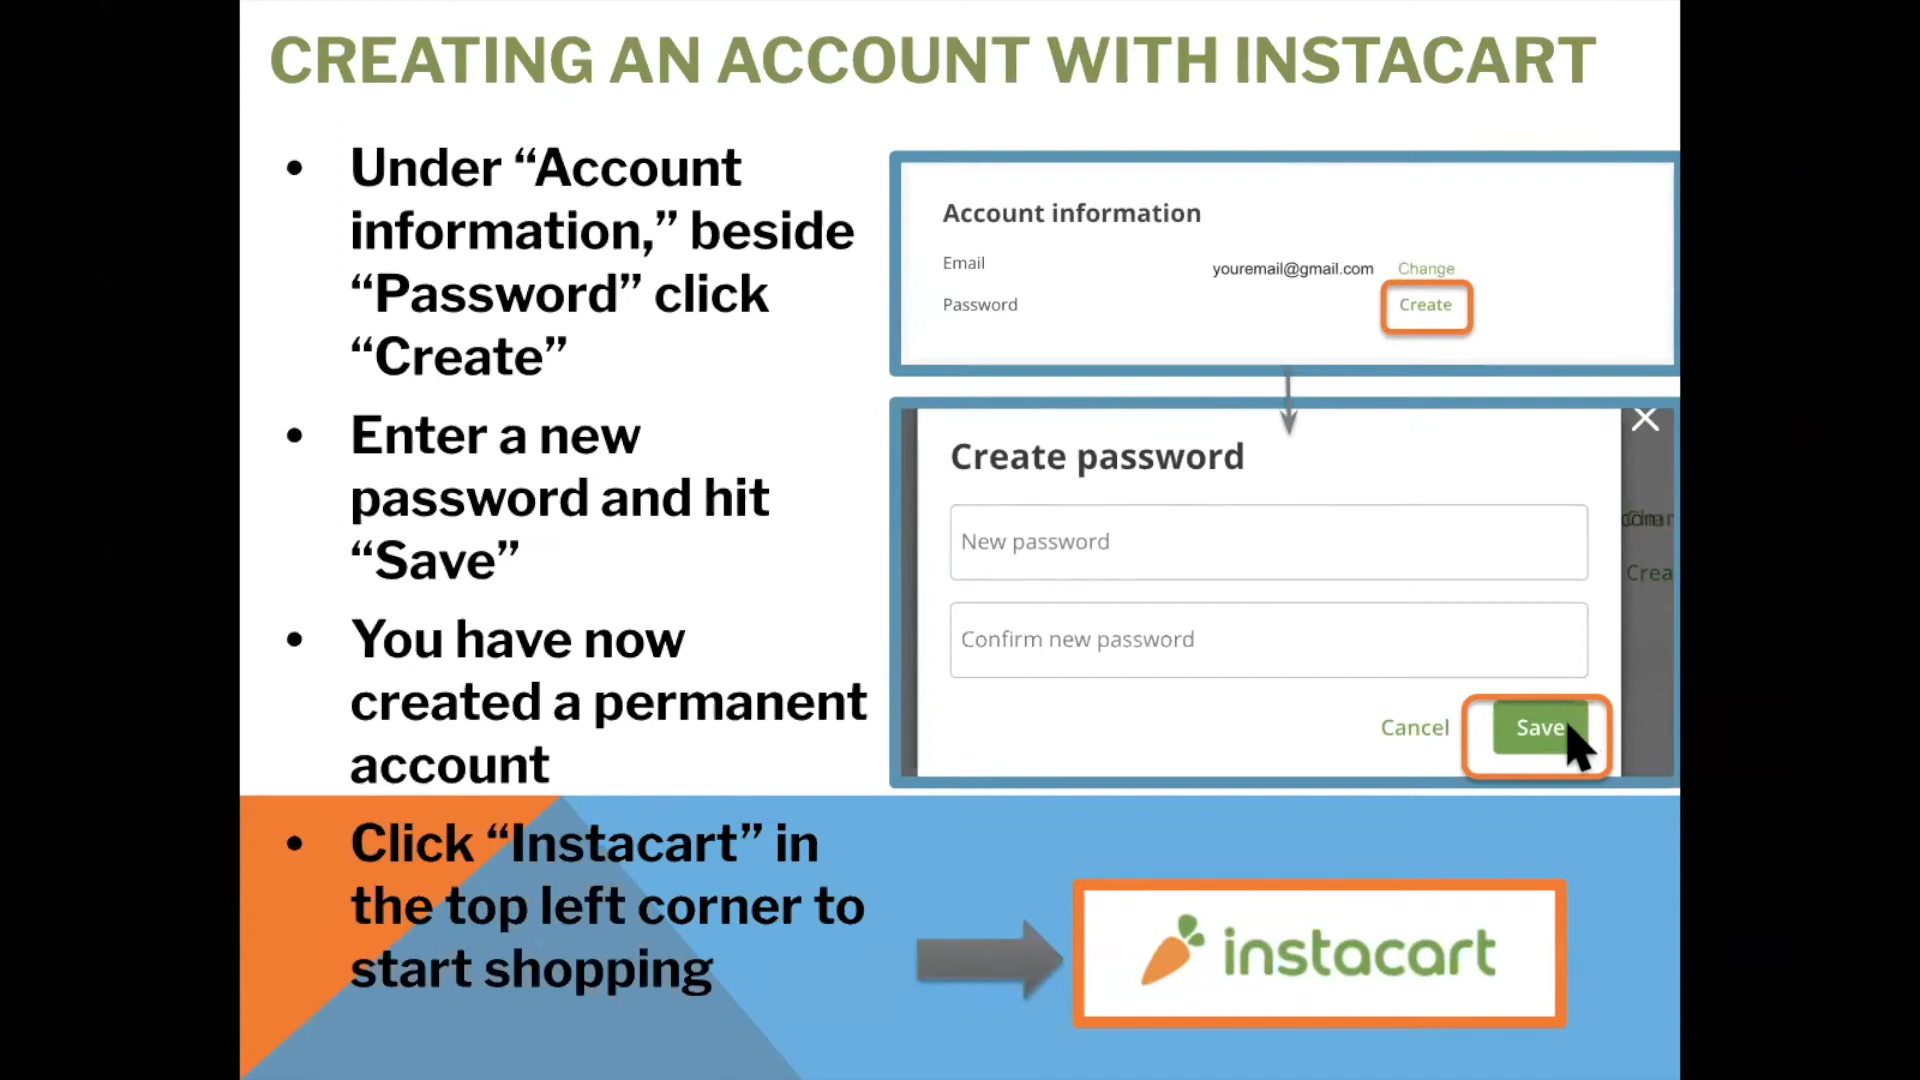 CREATING AN ACCOUNT WITH INSTACART
• Under “Account
information,” beside
“Password” click
“Create”
• Enter a new
password and hit
“Save”
• You have now
created a permanent
account
• Click “Instacart” in
the top left corner to
start shopping
Account information
Email youremail@gmail.com Change
Password Create
Create password
New password
Confirm new password
Cancel Save
Crea
instacart